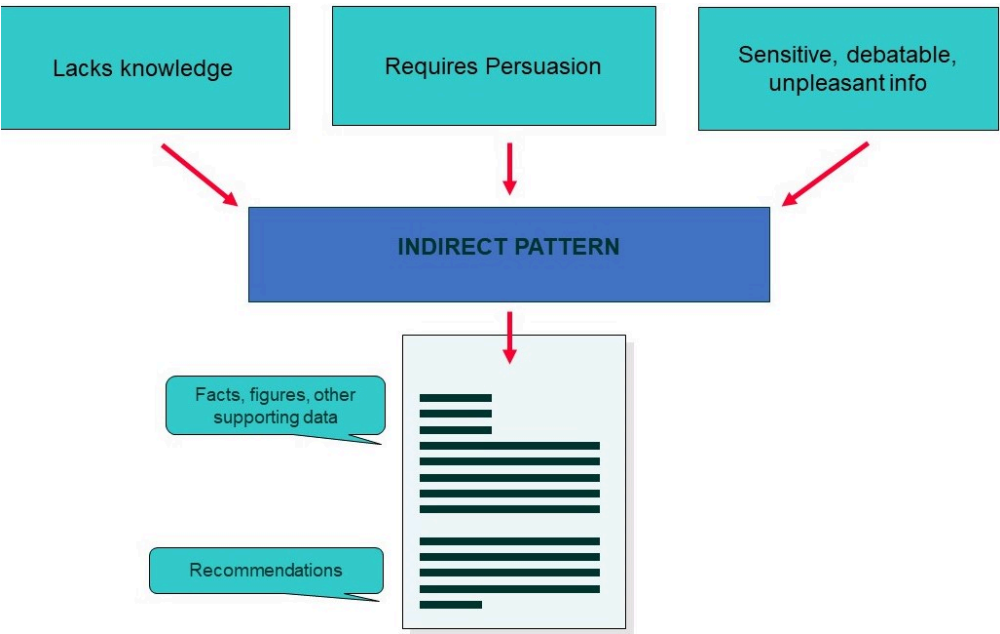 Lacks knowledge
Requires Persuasion
Sensitive, debatable,
unpleasant info
INDIRECT PATTERN
Facts, figures, other
supporting data
Recommendations